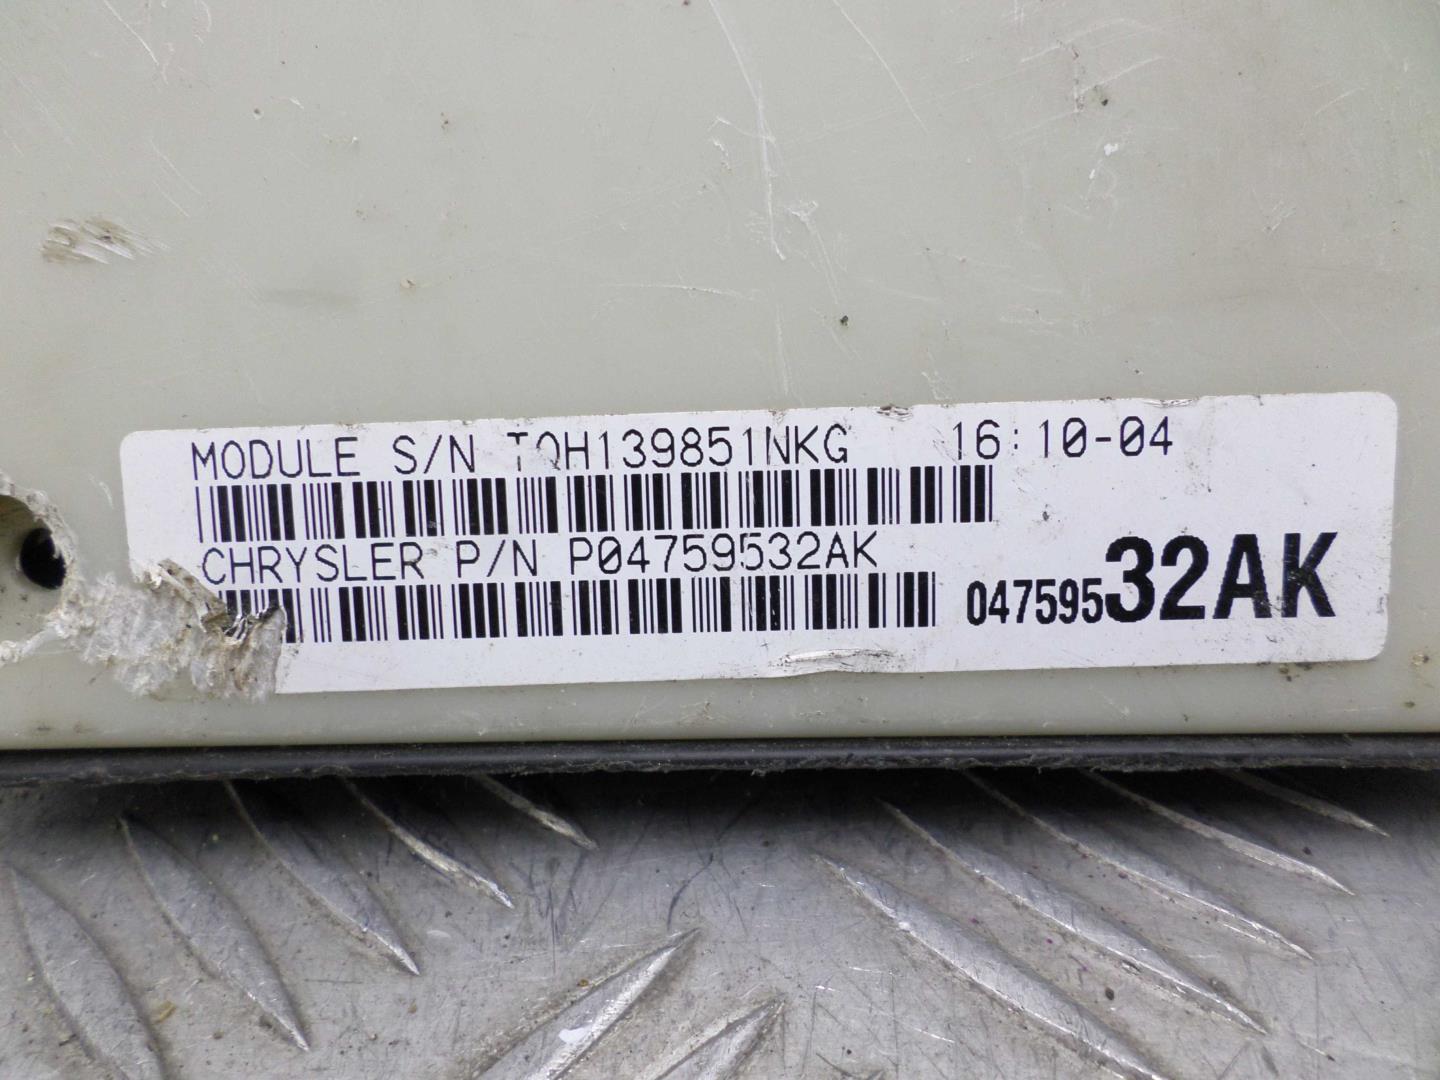 MODULE S/N TQH139851NKG 16:10-04
CHRYSLER P/N P04759532AK
04759532AK